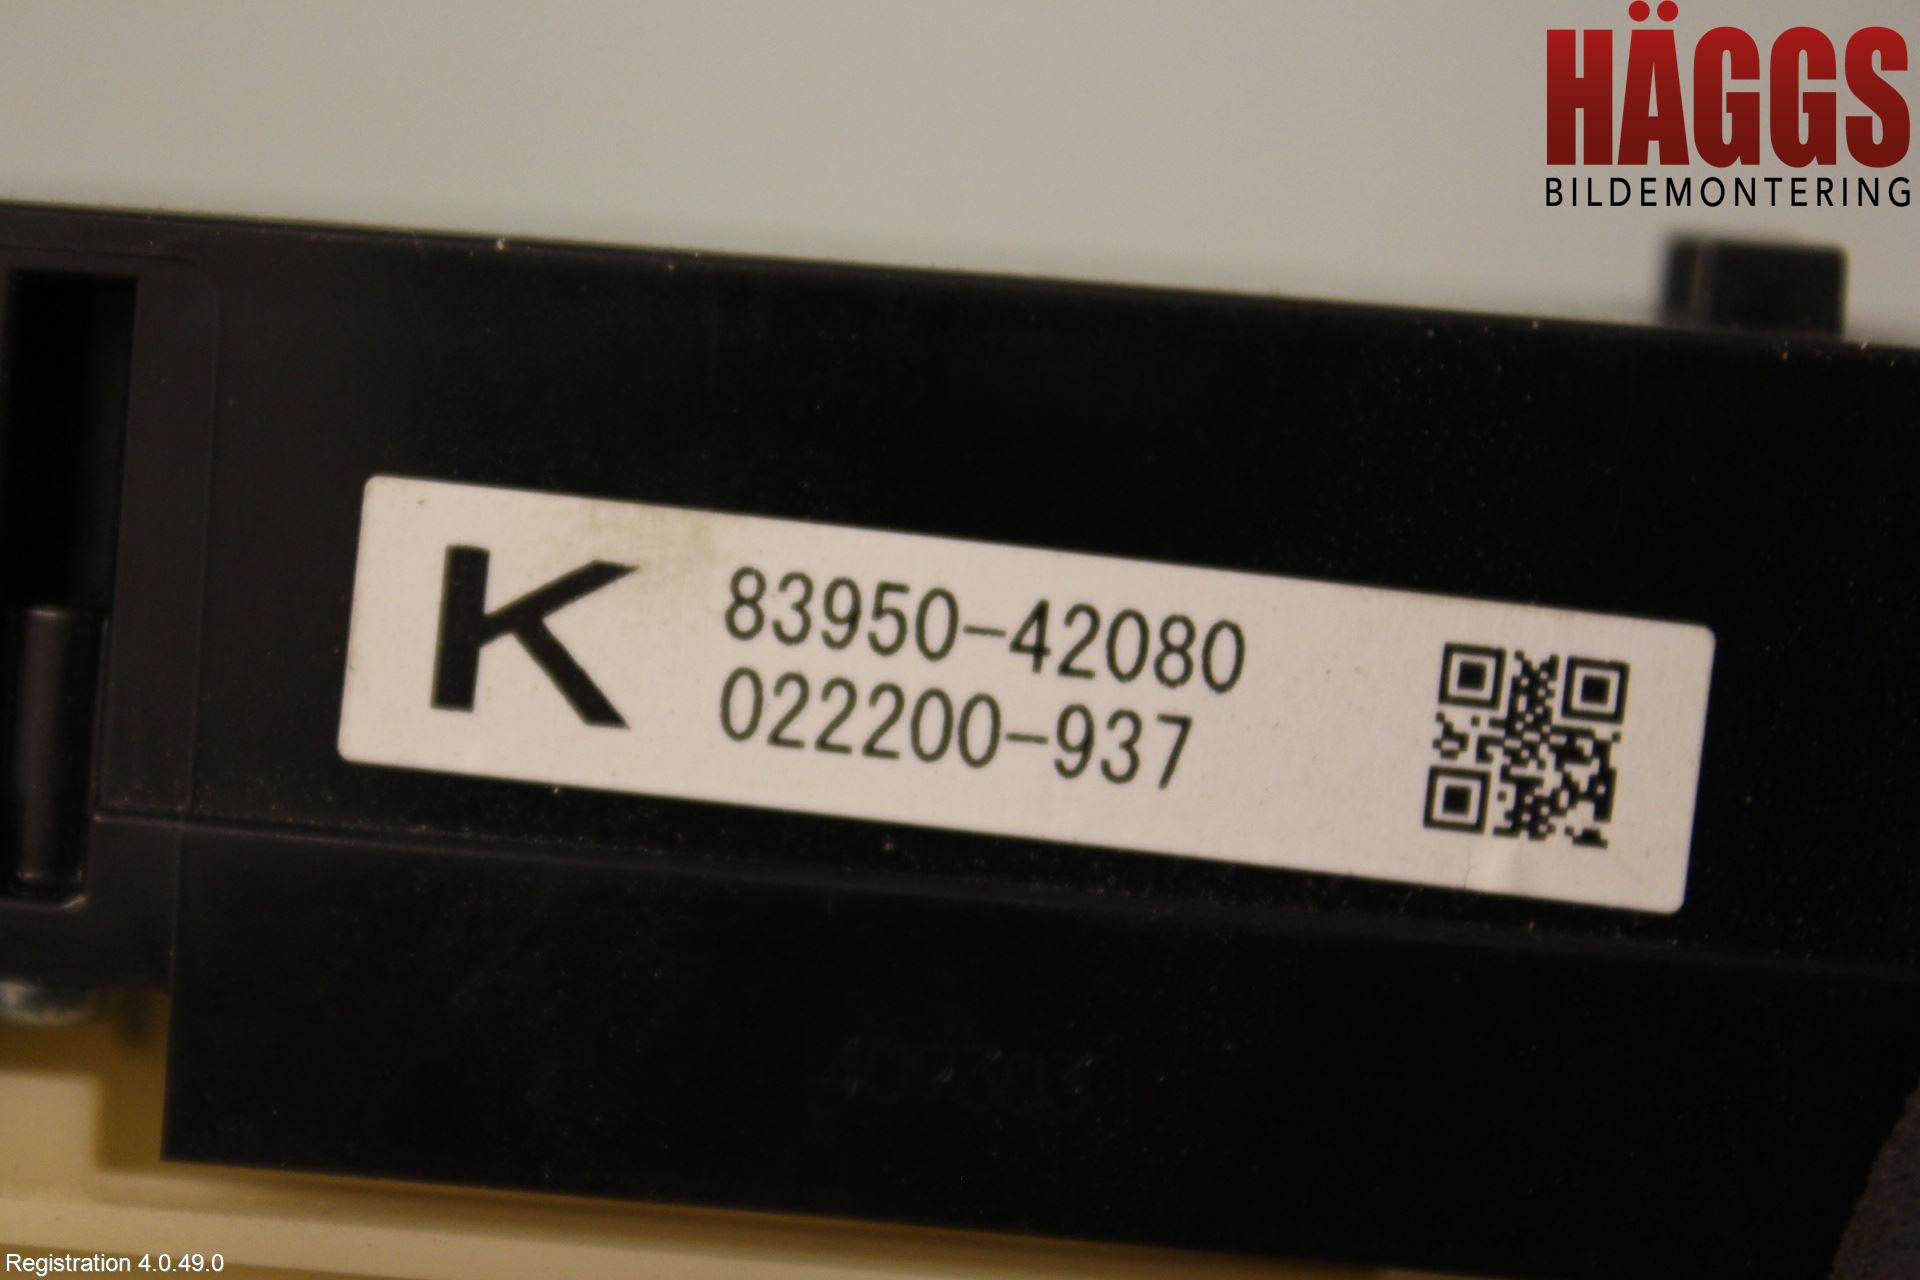 HÄGGS
BILDEMONTERING
K
83950-42080
022200-937
Registration 4.0.49.0